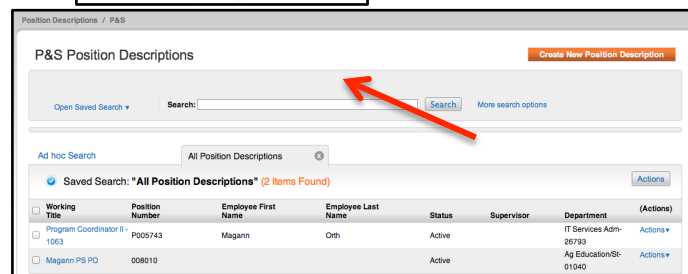 Position Descriptions / P&S
P&S Position Descriptions
Create New Position Description
Open Saved Search ▾ Search: Search More search options
Ad hoc Search All Position Descriptions
Saved Search: "All Position Descriptions" (2 Items Found) Actions
Working Title Position Number Employee First Name Employee Last Name Status Supervisor Department (Actions)
Program Coordinator II - 1063 P005743 Magann Orth Active IT Services Adm-26793 Actions ▾
Magann PS PD 008010 Active Ag Education/St-01040 Actions ▾